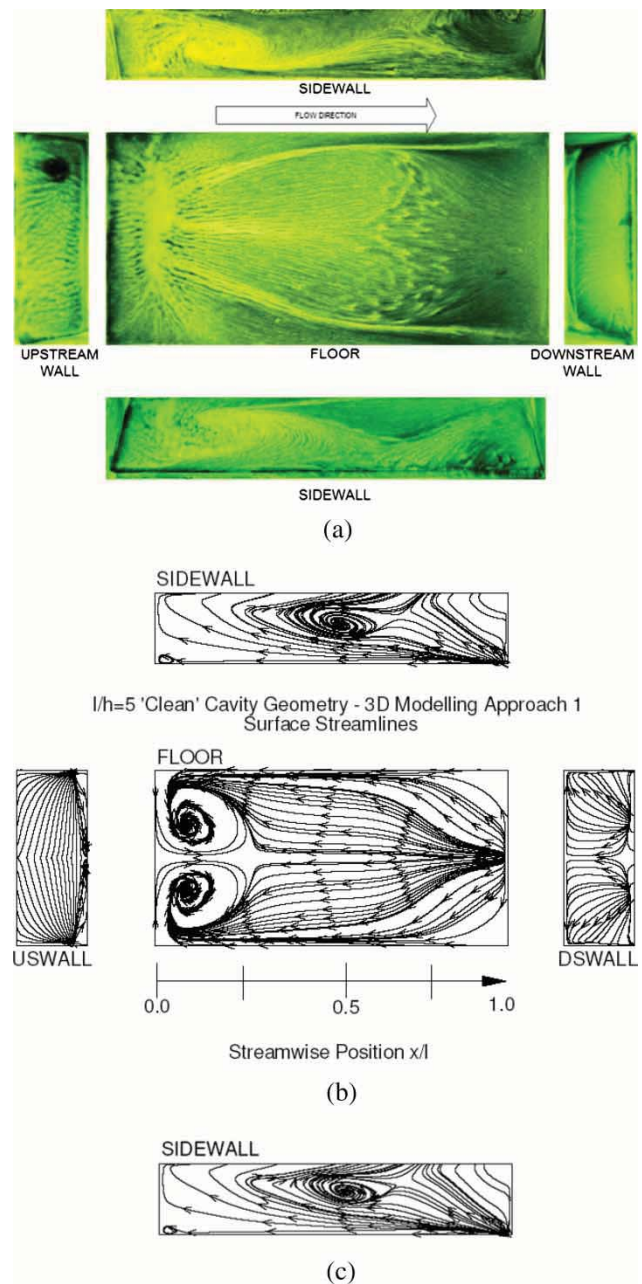 SIDEWALL
FLOW DIRECTION
UPSTREAM
WALL
FLOOR
DOWNSTREAM
WALL
SIDEWALL
(a)
SIDEWALL
l/h=5 'Clean' Cavity Geometry - 3D Modelling Approach 1
Surface Streamlines
FLOOR
USWALL
DSWALL
0.0
0.5
1.0
Streamwise Position x/l
(b)
SIDEWALL
(c)